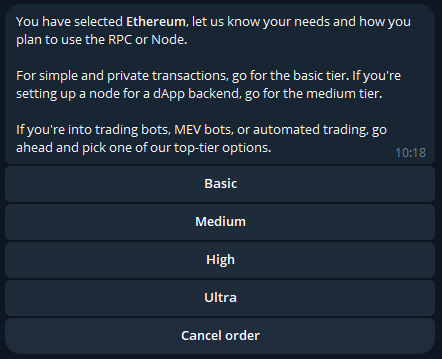 You have selected Ethereum, let us know your needs and how you
plan to use the RPC or Node.
For simple and private transactions, go for the basic tier. If you're
setting up a node for a dApp backend, go for the medium tier.
If you're into trading bots, MEV bots, or automated trading, go
ahead and pick one of our top-tier options.
10:18
Basic
Medium
High
Ultra
Cancel order